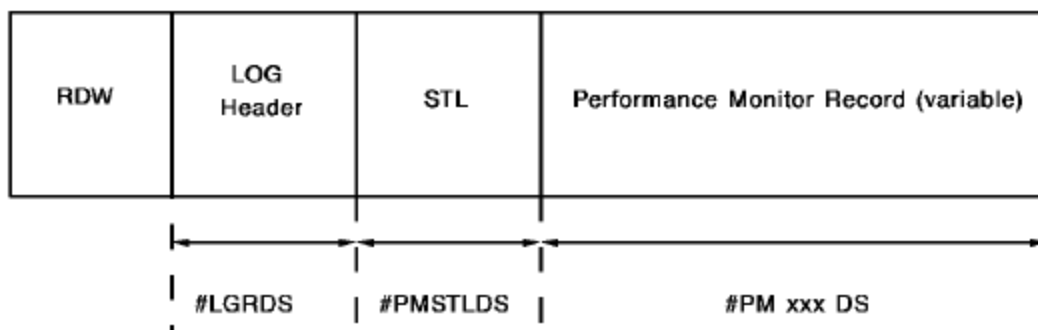 RDW
LOG
Header
STL
Performance Monitor Record (variable)
#LGRDS
#PMSTLDS
#PM xxx DS